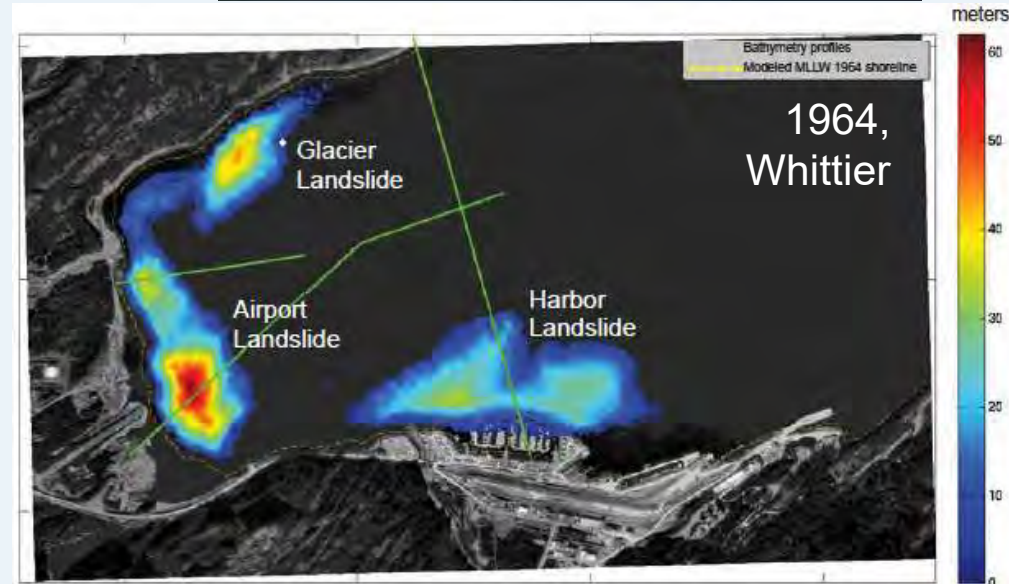 meters
Bathymetry profiles
Modeled MLLW 1964 shoreline
1964,
Whittier
Glacier
Landslide
Airport
Landslide
Harbor
Landslide
60
50
40
30
20
10
0